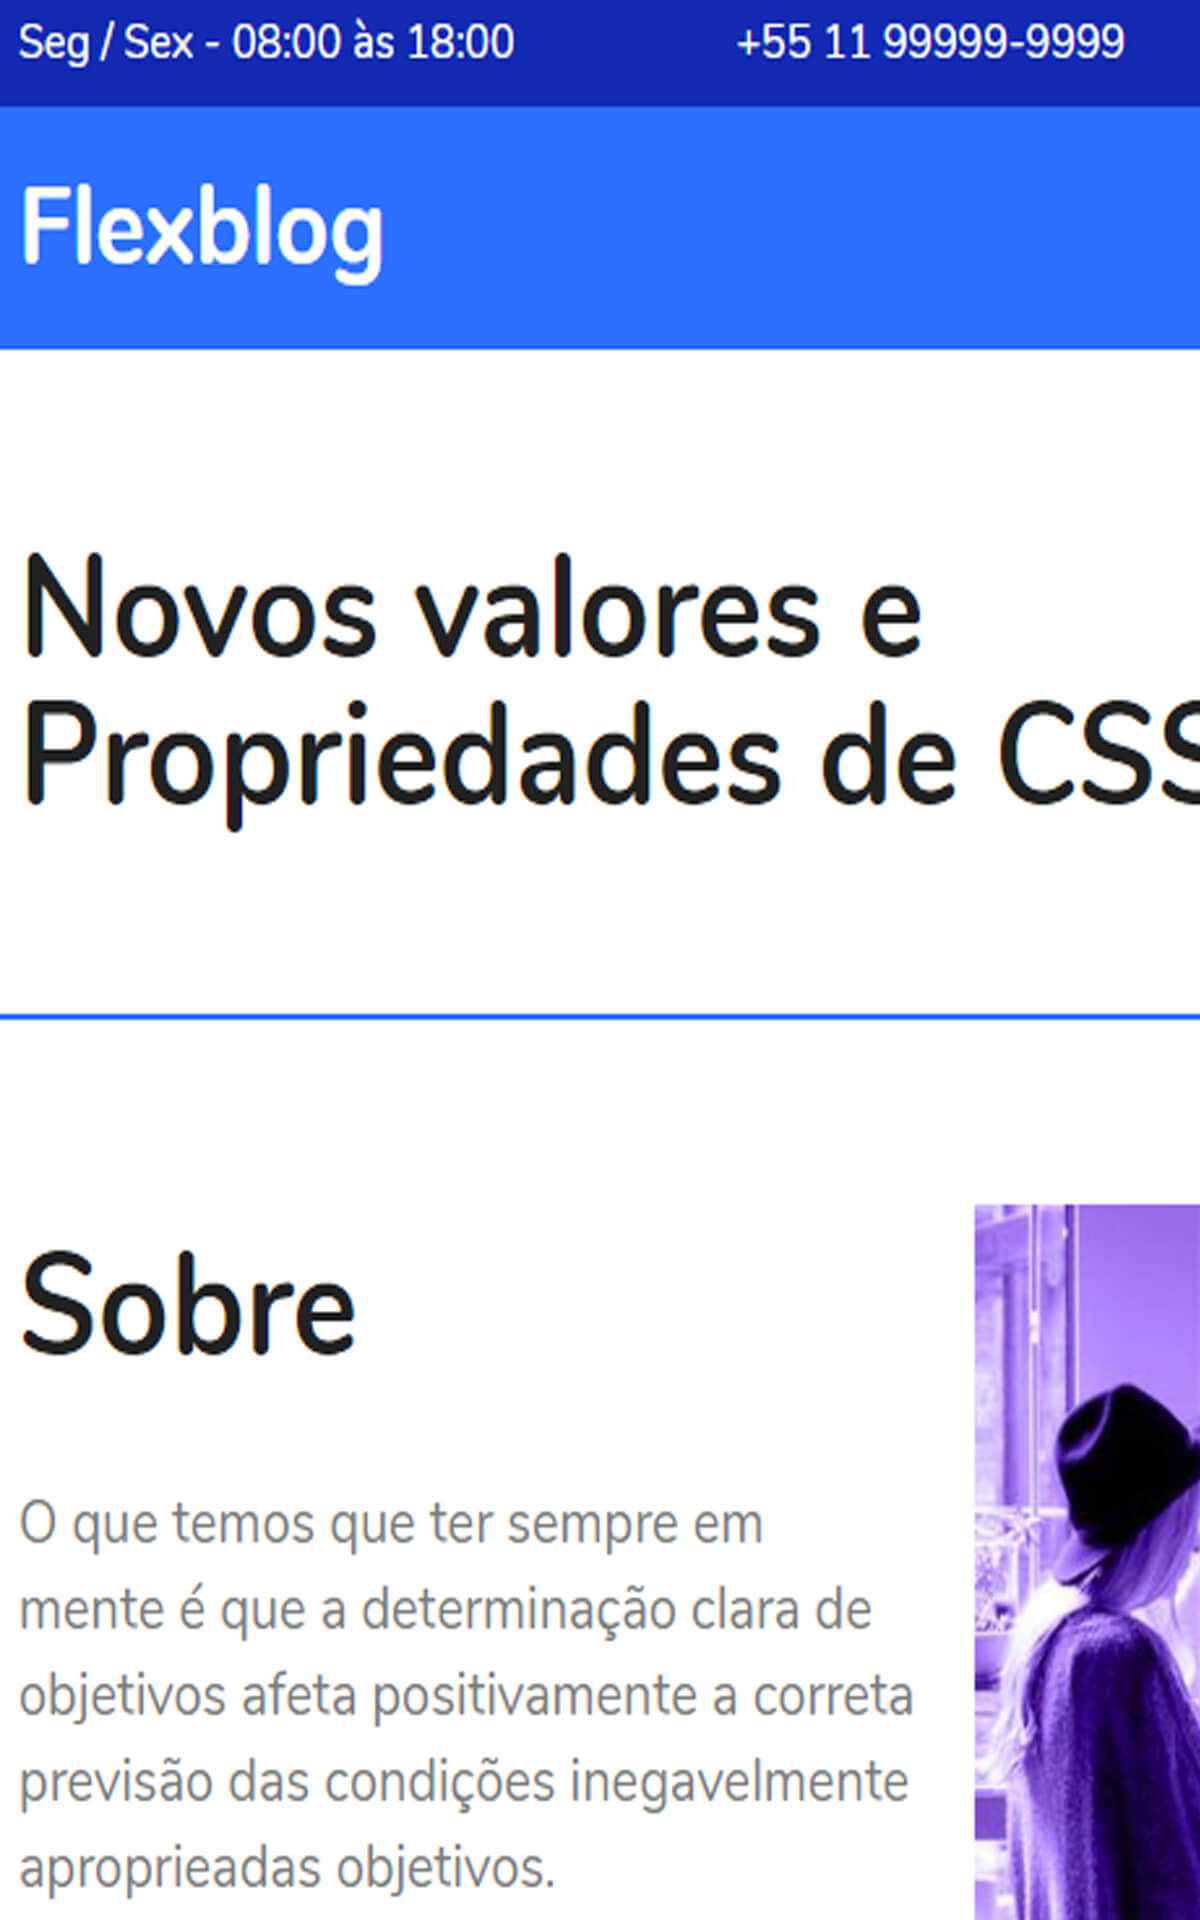 Seg / Sex - 08:00 às 18:00 +55 11 99999-9999
Flexblog
Novos valores e
Propriedades de CSS
Sobre
O que temos que ter sempre em
mente é que a determinação clara de
objetivos afeta positivamente a correta
previsão das condições inegavelmente
aproprieadas objetivos.